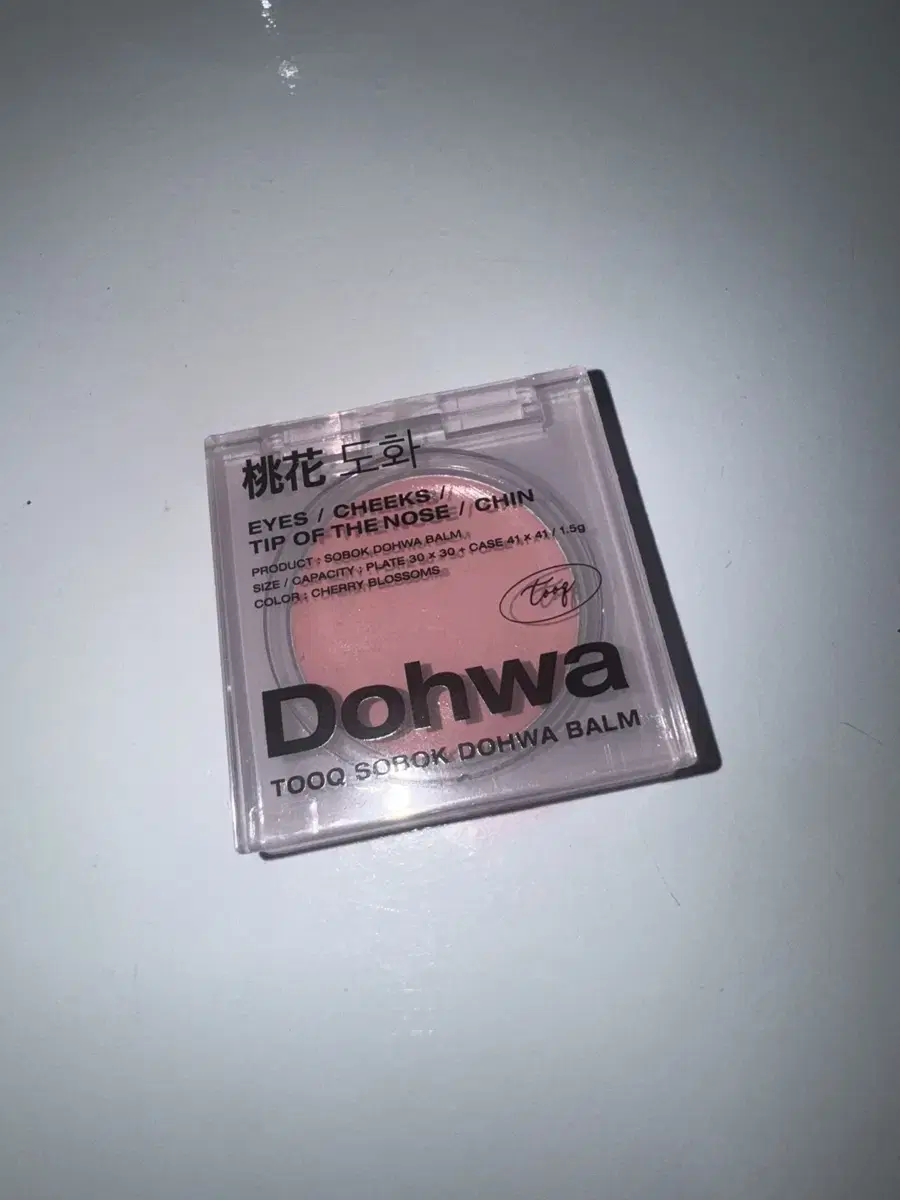 桃花 도화
EYES / CHEEKS /
TIP OF THE NOSE / CHIN
PRODUCT : SOBOK DOHWA BALM
SIZE / CAPACITY : PLATE 30 x 30 + CASE 41 x 41 / 1.5g
COLOR : CHERRY BLOSSOMS
tooq
Dohwa
TOOQ SOBOK DOHWA BALM